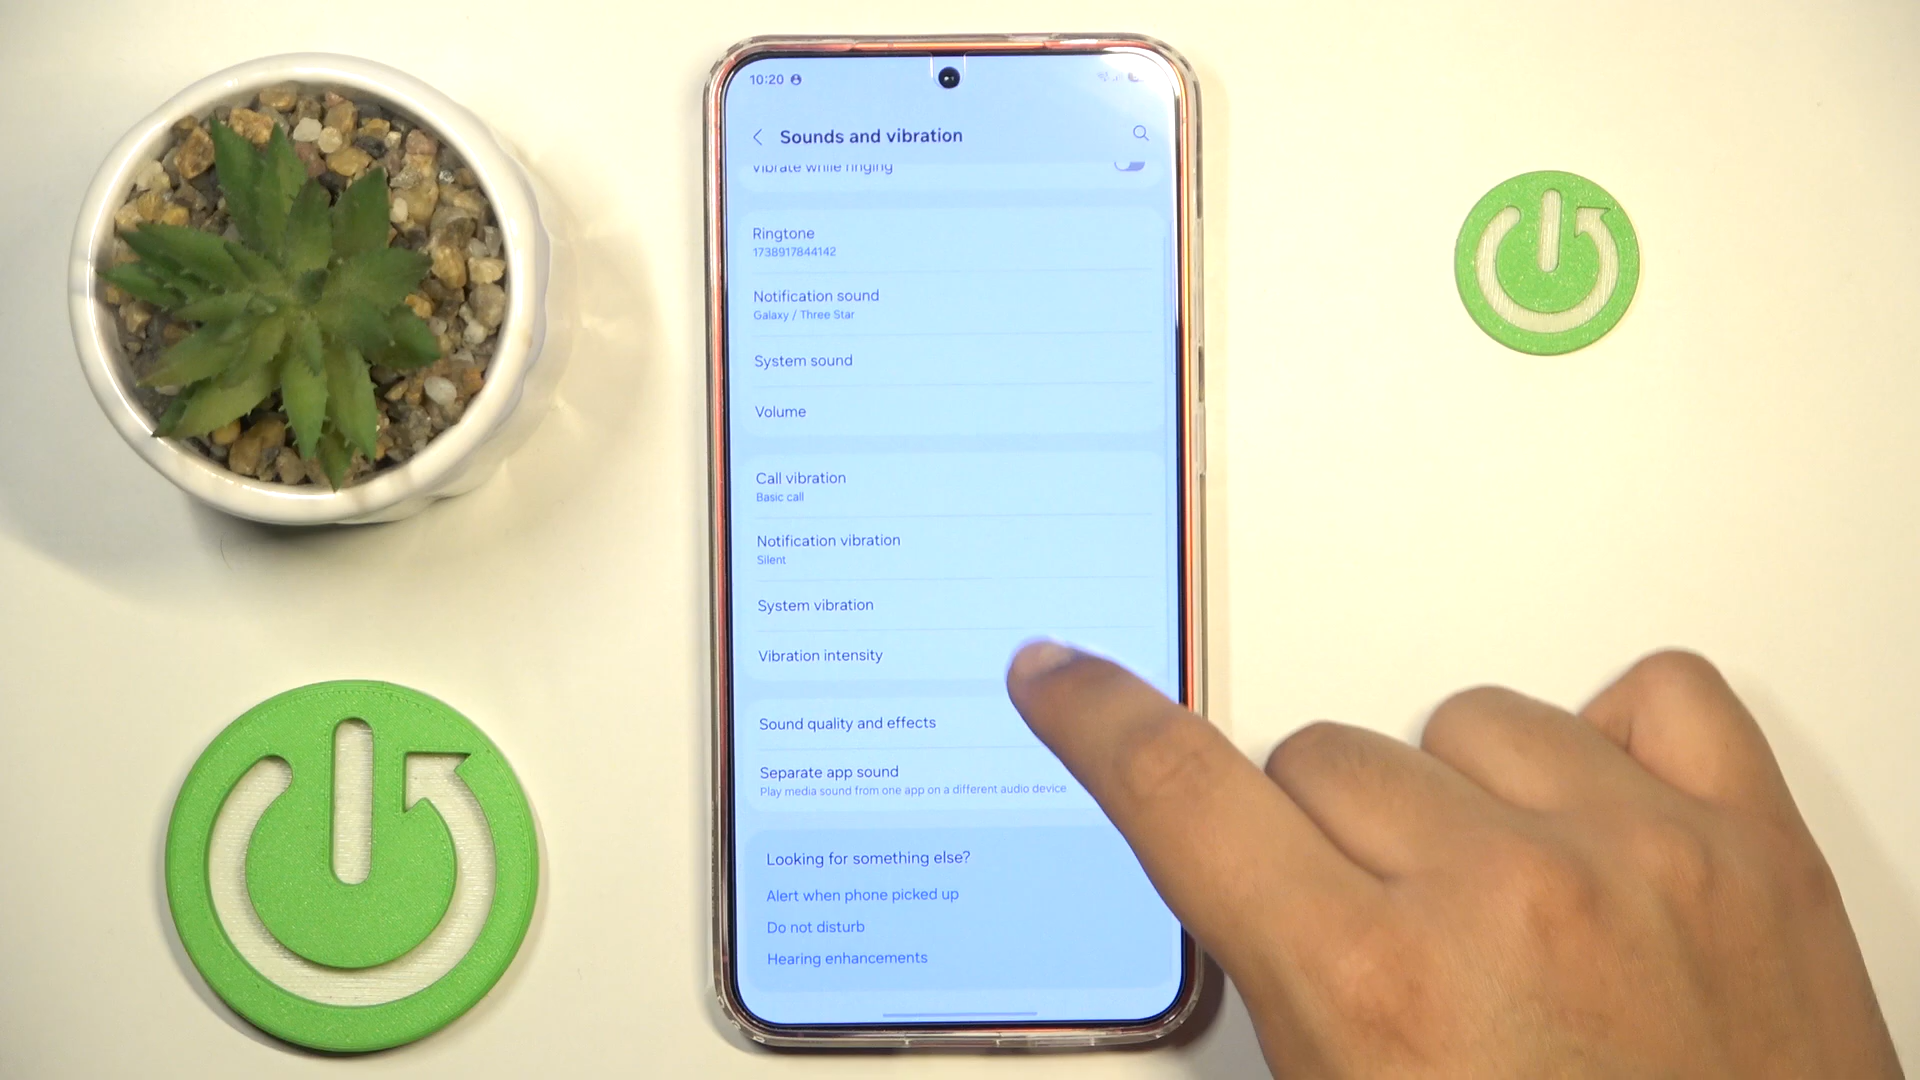 10:20
Sounds and vibration
Vibrate while ringing
Ringtone
1738917844142
Notification sound
Galaxy / Three Star
System sound
Volume
Call vibration
Basic call
Notification vibration
Silent
System vibration
Vibration intensity
Sound quality and effects
Separate app sound
Play media sound from one app on a different audio device
Looking for something else?
Alert when phone picked up
Do not disturb
Hearing enhancements